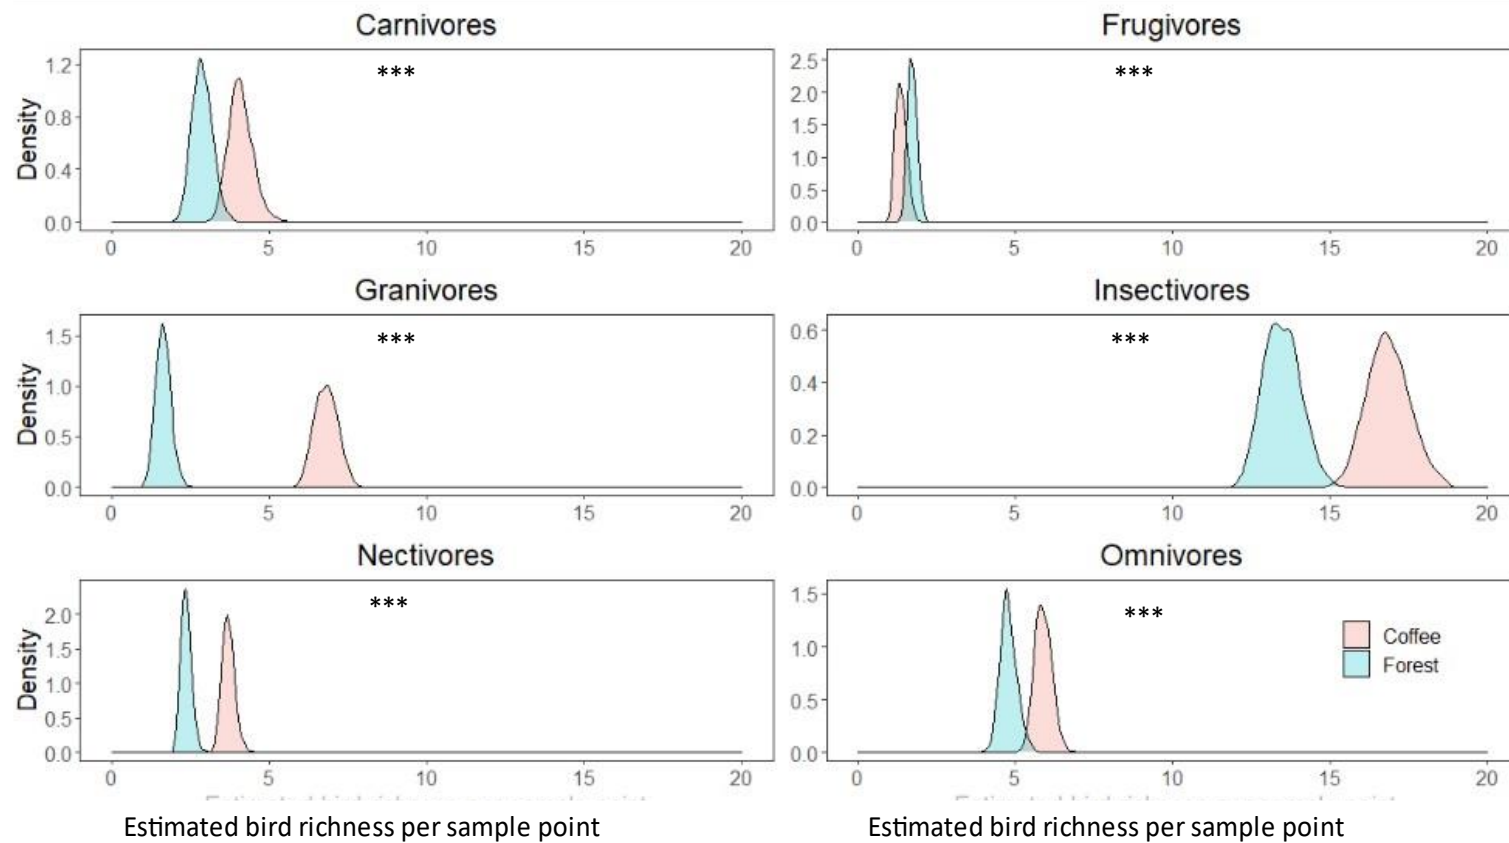 Carnivores
***
Density
1.2
0.8
0.4
0.0
0 5 10 15 20
Frugivores
***
2.5
2.0
1.5
1.0
0.5
0.0
0 5 10 15 20
Granivores
***
Density
1.5
1.0
0.5
0.0
0 5 10 15 20
Insectivores
***
0.6
0.4
0.2
0.0
0 5 10 15 20
Nectivores
***
Density
2.0
1.5
1.0
0.5
0.0
0 5 10 15 20
Estimated bird richness per sample point
Omnivores
***
1.5
1.0
0.5
0.0
Coffee
Forest
0 5 10 15 20
Estimated bird richness per sample point